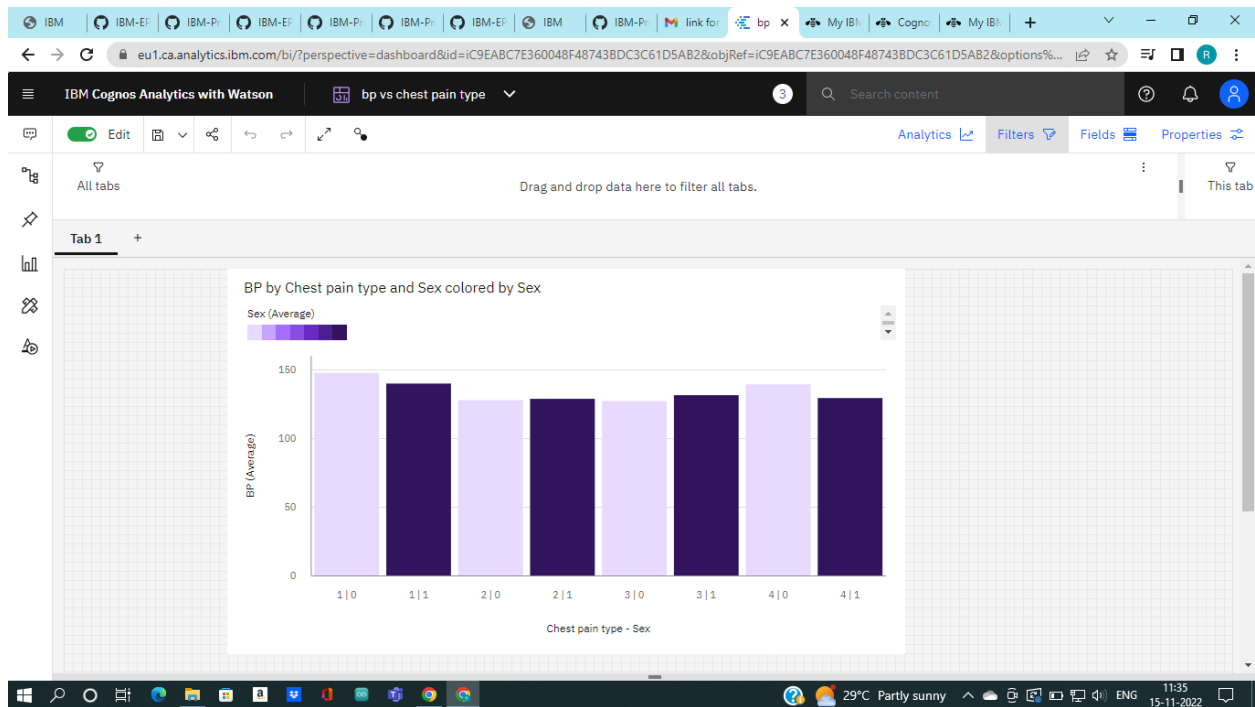 IBM IBM-EP IBM-Pr IBM-EP IBM-Pr IBM-Pr IBM-EP IBM IBM-Pr link for bp My IBM Cogno My IBM
eu1.ca.analytics.ibm.com/bi/?perspective=dashboard&id=iC9EABC7E360048F48743BDC3C61D5AB2&objRef=iC9EABC7E360048F48743BDC3C61D5AB2&options%... R
IBM Cognos Analytics with Watson bp vs chest pain type 3 Search content
Edit Analytics Filters Fields Properties
All tabs Drag and drop data here to filter all tabs. This tab
Tab 1 +
BP by Chest pain type and Sex colored by Sex
Sex (Average)
150
100
50
0
BP (Average)
1|0 1|1 2|0 2|1 3|0 3|1 4|0 4|1
Chest pain type - Sex
29°C Partly sunny ENG 11:35
15-11-2022